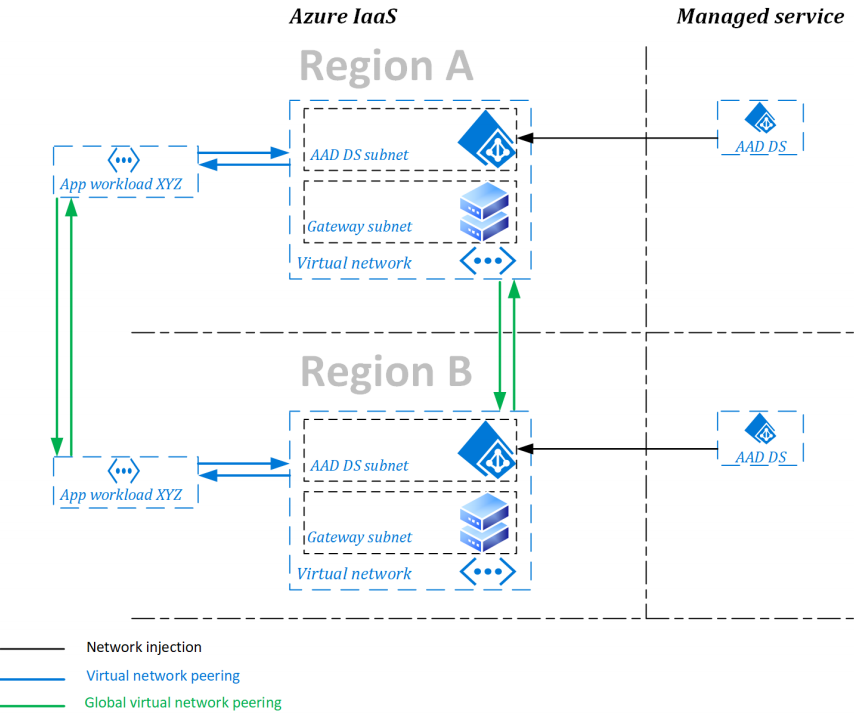 Azure IaaS
Managed service
Region A
AAD DS subnet
AAD DS
App workload XYZ
Gateway subnet
Virtual network
Region B
AAD DS subnet
AAD DS
App workload XYZ
Gateway subnet
Virtual network
Network injection
Virtual network peering
Global virtual network peering